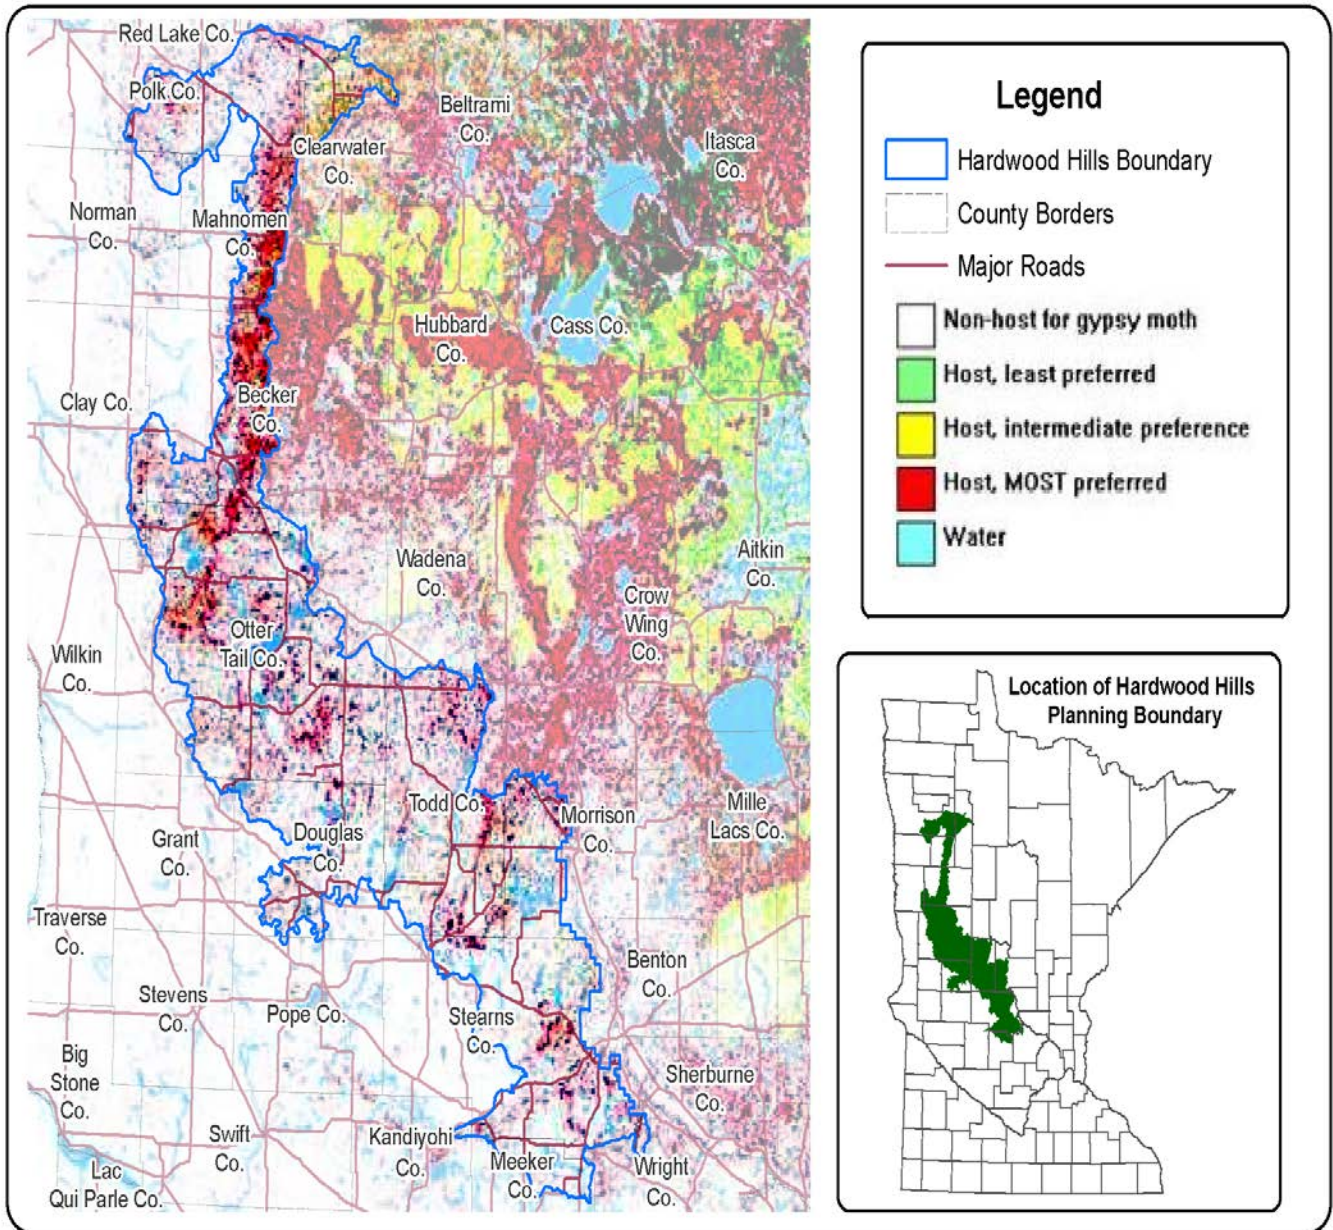 Red Lake Co.
Polk Co.
Beltrami
Co.
Itasca
Co.
Clearwater
Co.
Norman
Co.
Mahnomen
Co.
Hubbard
Co.
Cass Co.
Clay Co.
Becker
Co.
Wadena
Co.
Aitkin
Co.
Crow
Wing
Co.
Otter
Tail Co.
Wilkin
Co.
Todd Co.
Mille
Lacs Co.
Morrison
Co.
Douglas
Co.
Grant
Co.
Traverse
Co.
Benton
Co.
Stevens
Co.
Pope Co.
Stearns
Co.
Big
Stone
Co.
Sherburne
Co.
Swift
Co.
Kandiyohi
Co.
Meeker
Co.
Wright
Co.
Lac
Qui Parle Co.
Legend
Hardwood Hills Boundary
County Borders
Major Roads
Non-host for gypsy moth
Host, least preferred
Host, intermediate preference
Host, MOST preferred
Water
Location of Hardwood Hills
Planning Boundary